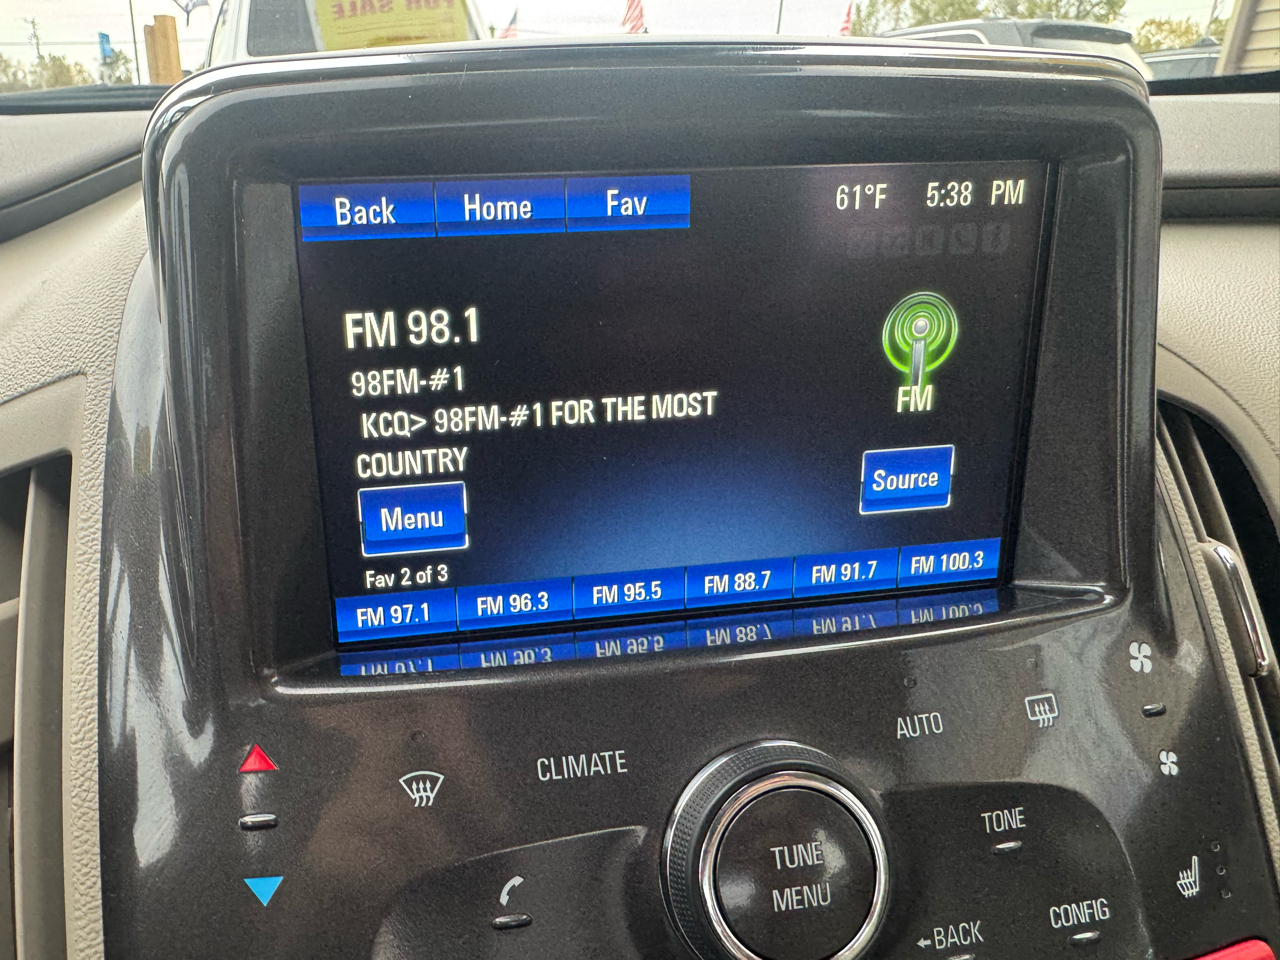 FOR SALE
Back Home Fav 61°F 5:38 PM
FM 98.1
98FM-#1
KCQ> 98FM-#1 FOR THE MOST
COUNTRY
FM
Menu
Source
Fav 2 of 3
FM 97.1 FM 96.3 FM 95.5 FM 88.7 FM 91.7 FM 100.3
CLIMATE
AUTO
TUNE
MENU
TONE
CONFIG
←BACK